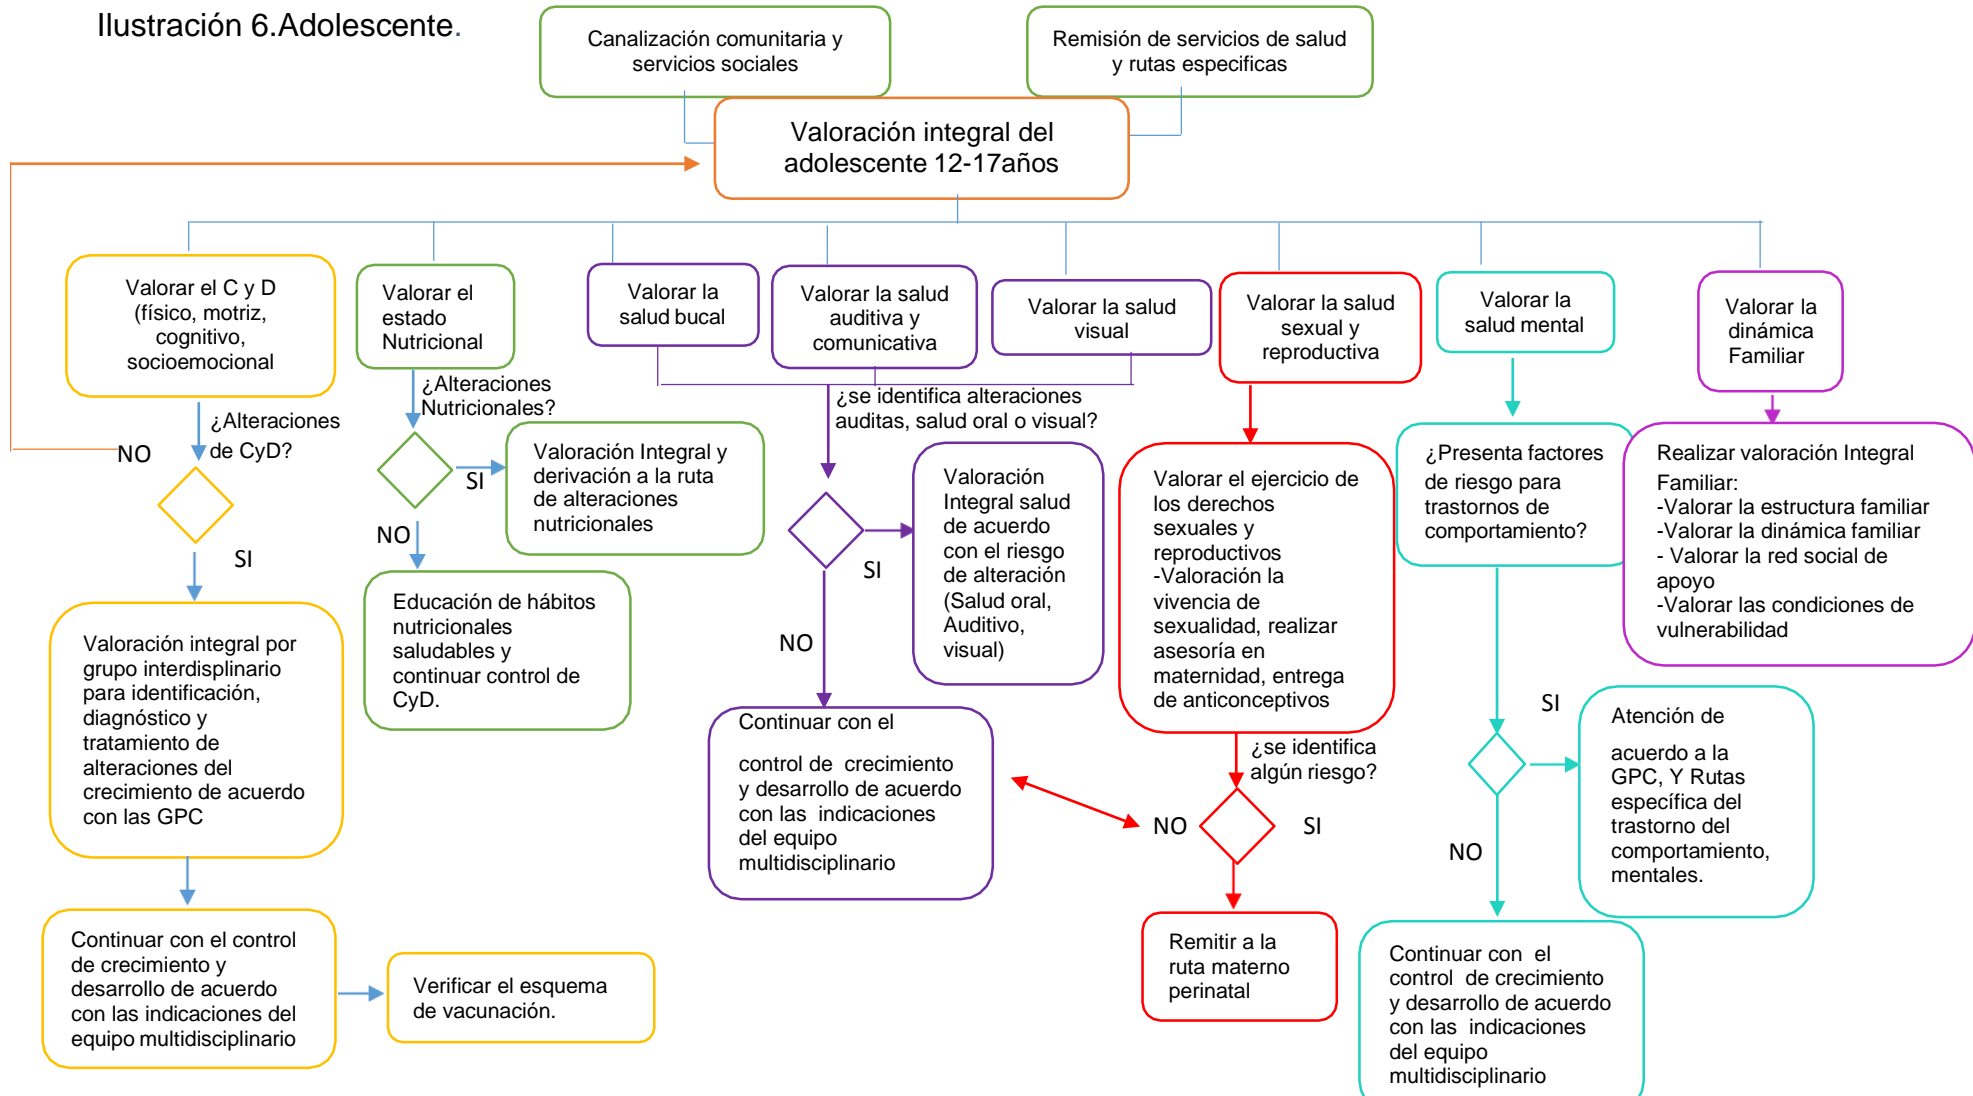 Ilustración 6.Adolescente.
Canalización comunitaria y
servicios sociales
Remisión de servicios de salud
y rutas especificas
Valoración integral del
adolescente 12-17años
Valorar el C y D
(físico, motriz,
cognitivo,
socioemocional
Valorar el
estado
Nutricional
Valorar la
salud bucal
Valorar la salud
auditiva y
comunicativa
Valorar la salud
visual
Valorar la salud
sexual y
reproductiva
Valorar la
salud mental
Valorar la
dinámica
Familiar
¿Alteraciones
de CyD?
NO
SI
¿Alteraciones
Nutricionales?
SI
NO
Valoración Integral y
derivación a la ruta
de alteraciones
nutricionales
Educación de hábitos
nutricionales
saludables y
continuar control de
CyD.
¿se identifica alteraciones
auditas, salud oral o visual?
SI
NO
Valoración
Integral salud
de acuerdo
con el riesgo
de alteración
(Salud oral,
Auditivo,
visual)
Continuar con el
control de crecimiento
y desarrollo de acuerdo
con las indicaciones
del equipo
multidisciplinario
Valorar el ejercicio de
los derechos
sexuales y
reproductivos
-Valoración la
vivencia de
sexualidad, realizar
asesoría en
maternidad, entrega
de anticonceptivos
¿se identifica
algún riesgo?
NO
SI
Remitir a la
ruta materno
perinatal
¿Presenta factores
de riesgo para
trastornos de
comportamiento?
SI
NO
Atención de
acuerdo a la
GPC, Y Rutas
específica del
trastorno del
comportamiento,
mentales.
Continuar con el
control de crecimiento
y desarrollo de acuerdo
con las indicaciones
del equipo
multidisciplinario
Realizar valoración Integral
Familiar:
-Valorar la estructura familiar
-Valorar la dinámica familiar
- Valorar la red social de
apoyo
-Valorar las condiciones de
vulnerabilidad
Valoración integral por
grupo interdisplinario
para identificación,
diagnóstico y
tratamiento de
alteraciones del
crecimiento de acuerdo
con las GPC
Continuar con el control
de crecimiento y
desarrollo de acuerdo
con las indicaciones del
equipo multidisciplinario
Verificar el esquema
de vacunación.